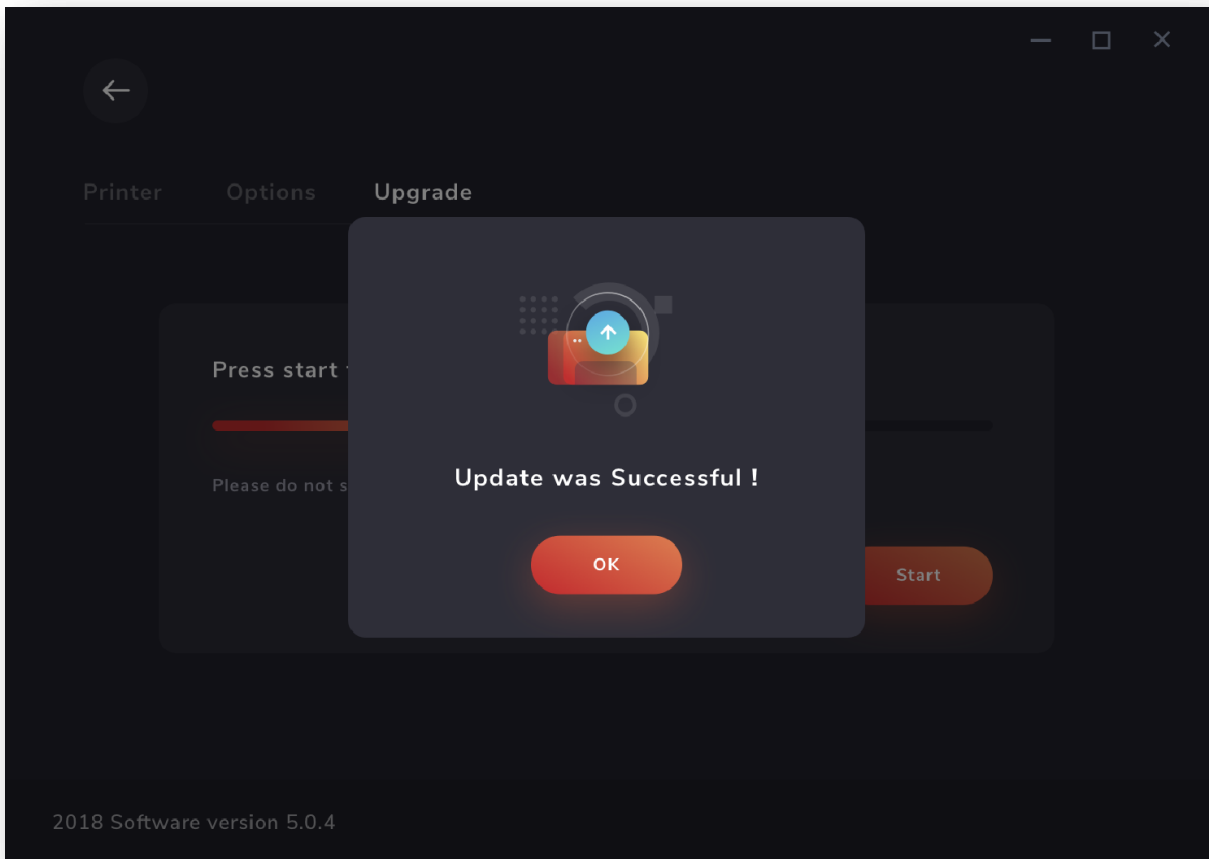 Printer Options Upgrade
Press start
Please do not
Update was Successful !
OK
Start
2018 Software version 5.0.4